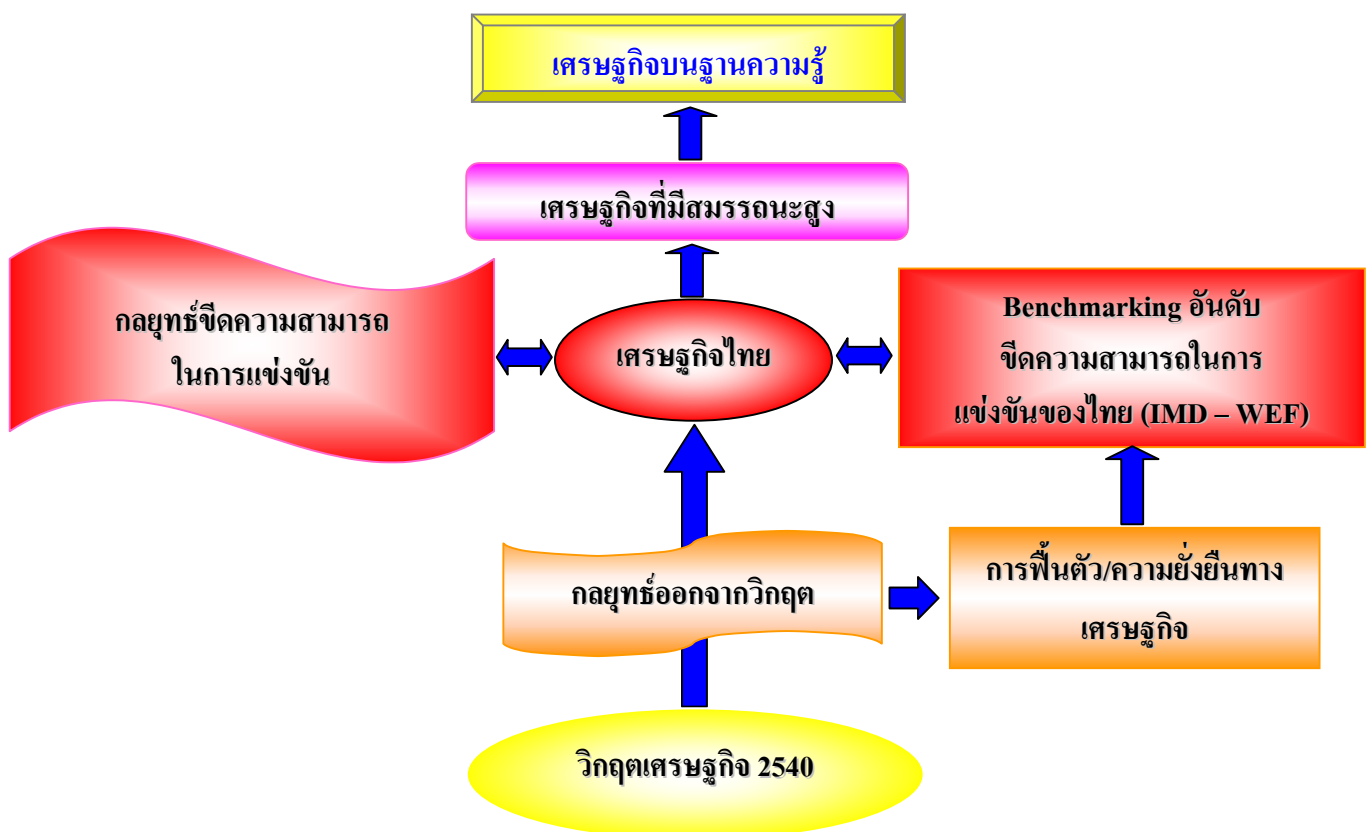 เศรษฐกิจบนฐานความรู้
เศรษฐกิจที่มีสมรรถนะสูง
กลยุทธ์ขีดความสามารถ
ในการแข่งขัน
เศรษฐกิจไทย
Benchmarking อันดับ
ขีดความสามารถในการ
แข่งขันของไทย (IMD – WEF)
กลยุทธ์ออกจากวิกฤต
การฟื้นตัว/ความยั่งยืนทาง
เศรษฐกิจ
วิกฤตเศรษฐกิจ 2540